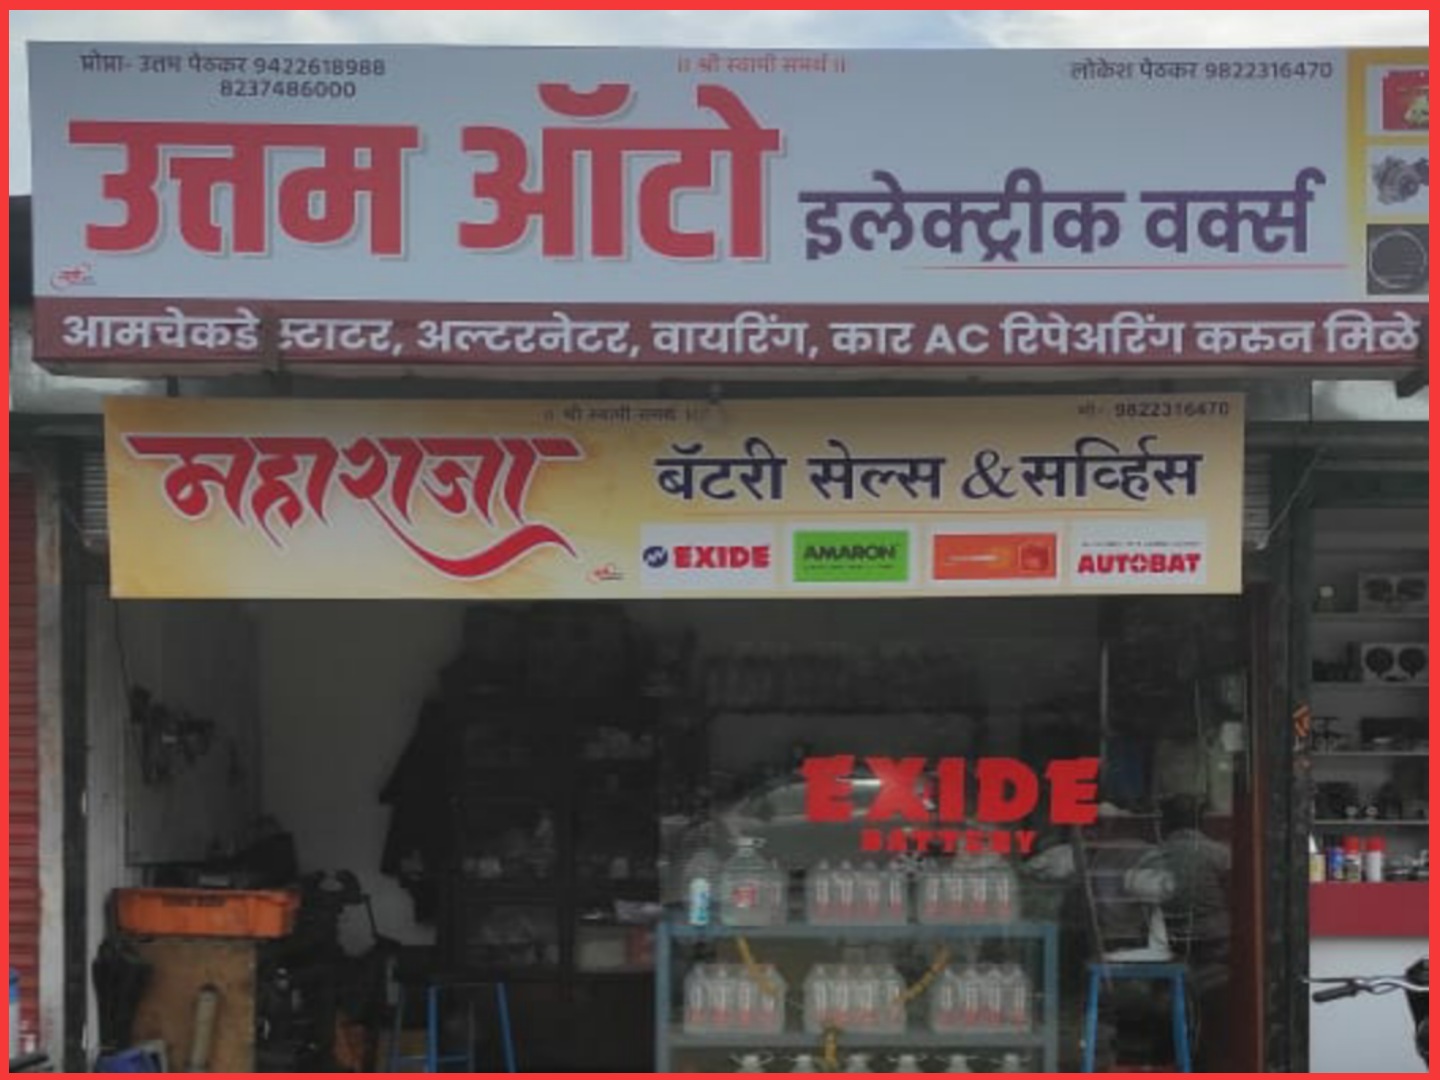 प्रोप्रा- उत्तम पेठकर 9422618988
8237486000
॥ श्री स्वामी समर्थ ॥
लोकेश पेठकर 9822316470
उत्तम ऑटो
इलेक्ट्रीक वर्क्स
आमचेकडे स्टाटर, अल्टरनेटर, वायरिंग, कार AC रिपेअरिंग करुन मिळे
॥ श्री स्वामी समर्थ ॥
मो- 9822316470
महाराजा
बॅटरी सेल्स & सर्व्हिस
EXIDE
AMARON
AUTOBAT
EXIDE
BATTERY